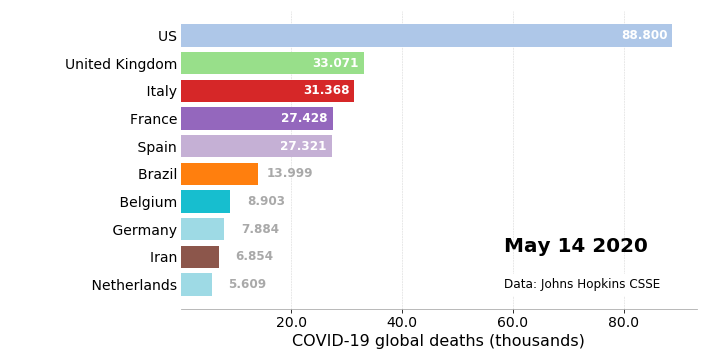 US 88.800
United Kingdom 33.071
Italy 31.368
France 27.428
Spain 27.321
Brazil 13.999
Belgium 8.903
Germany 7.884
Iran 6.854
Netherlands 5.609
May 14 2020
Data: Johns Hopkins CSSE
20.0 40.0 60.0 80.0
COVID-19 global deaths (thousands)